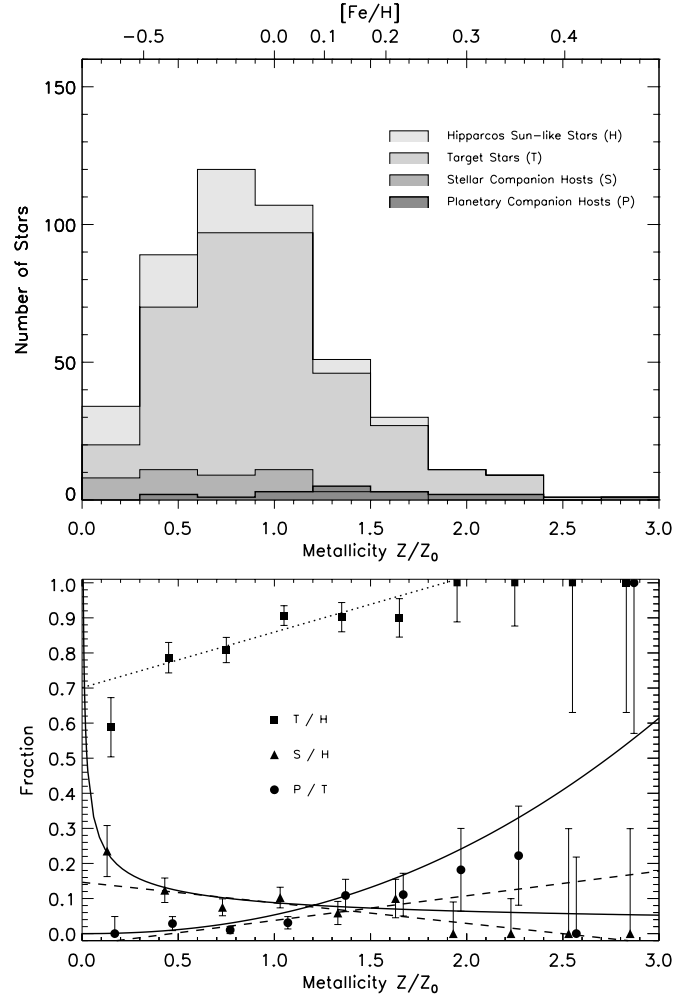 [Fe/H]
-0.5 0.0 0.1 0.2 0.3 0.4
150
100
50
0
Number of Stars
Hipparcos Sun-like Stars (H)
Target Stars (T)
Stellar Companion Hosts (S)
Planetary Companion Hosts (P)
0.0 0.5 1.0 1.5 2.0 2.5 3.0
Metallicity Z/Z₀
1.0
0.9
0.8
0.7
0.6
0.5
0.4
0.3
0.2
0.1
0.0
Fraction
T / H
S / H
P / T
0.0 0.5 1.0 1.5 2.0 2.5 3.0
Metallicity Z/Z₀